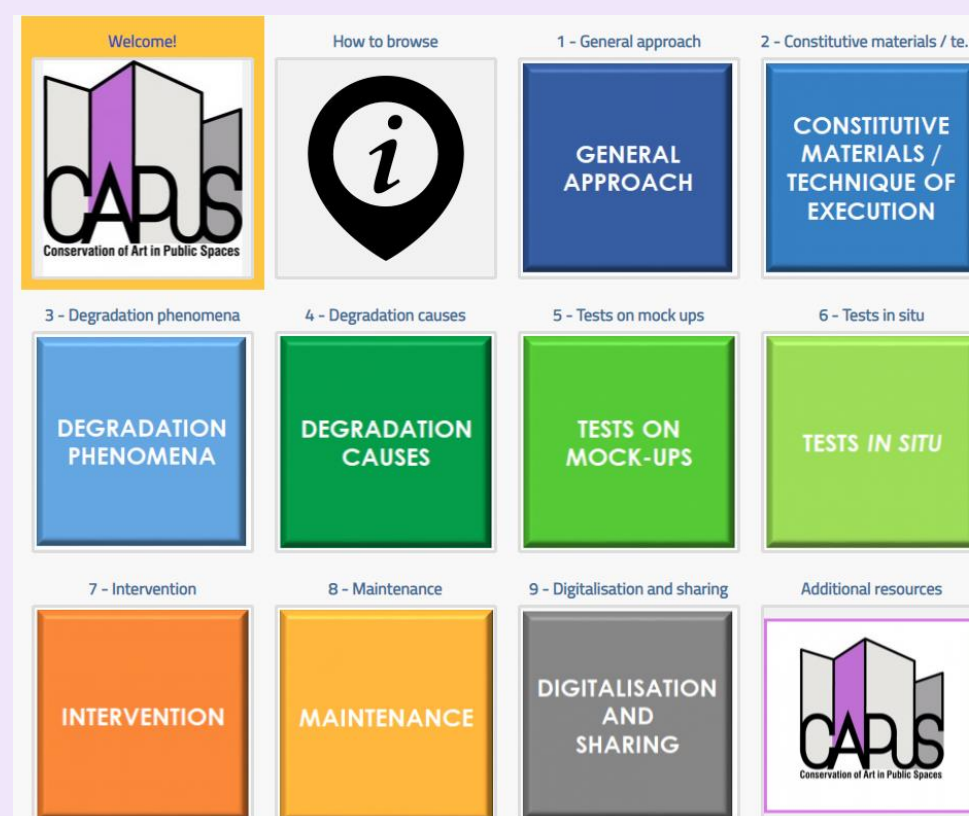 Welcome!
How to browse
1 - General approach
2 - Constitutive materials / te..
CAPUS
Conservation of Art in Public Spaces
i
GENERAL
APPROACH
CONSTITUTIVE
MATERIALS /
TECHNIQUE OF
EXECUTION
3 - Degradation phenomena
4 - Degradation causes
5 - Tests on mock ups
6 - Tests in situ
DEGRADATION
PHENOMENA
DEGRADATION
CAUSES
TESTS ON
MOCK-UPS
TESTS IN SITU
7 - Intervention
8 - Maintenance
9 - Digitalisation and sharing
Additional resources
INTERVENTION
MAINTENANCE
DIGITALISATION
AND
SHARING
CAPUS
Conservation of Art in Public Spaces